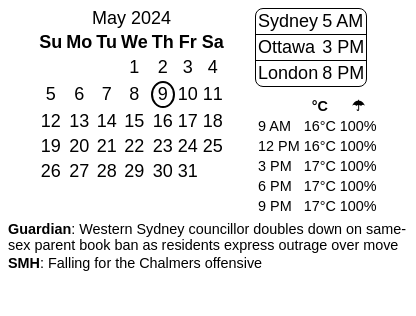 May 2024
Su Mo Tu We Th Fr Sa
1 2 3 4
5 6 7 8 9 10 11
12 13 14 15 16 17 18
19 20 21 22 23 24 25
26 27 28 29 30 31
Sydney 5 AM
Ottawa 3 PM
London 8 PM
°C ☂
9 AM 16°C 100%
12 PM 16°C 100%
3 PM 17°C 100%
6 PM 17°C 100%
9 PM 17°C 100%
Guardian: Western Sydney councillor doubles down on same-
sex parent book ban as residents express outrage over move
SMH: Falling for the Chalmers offensive